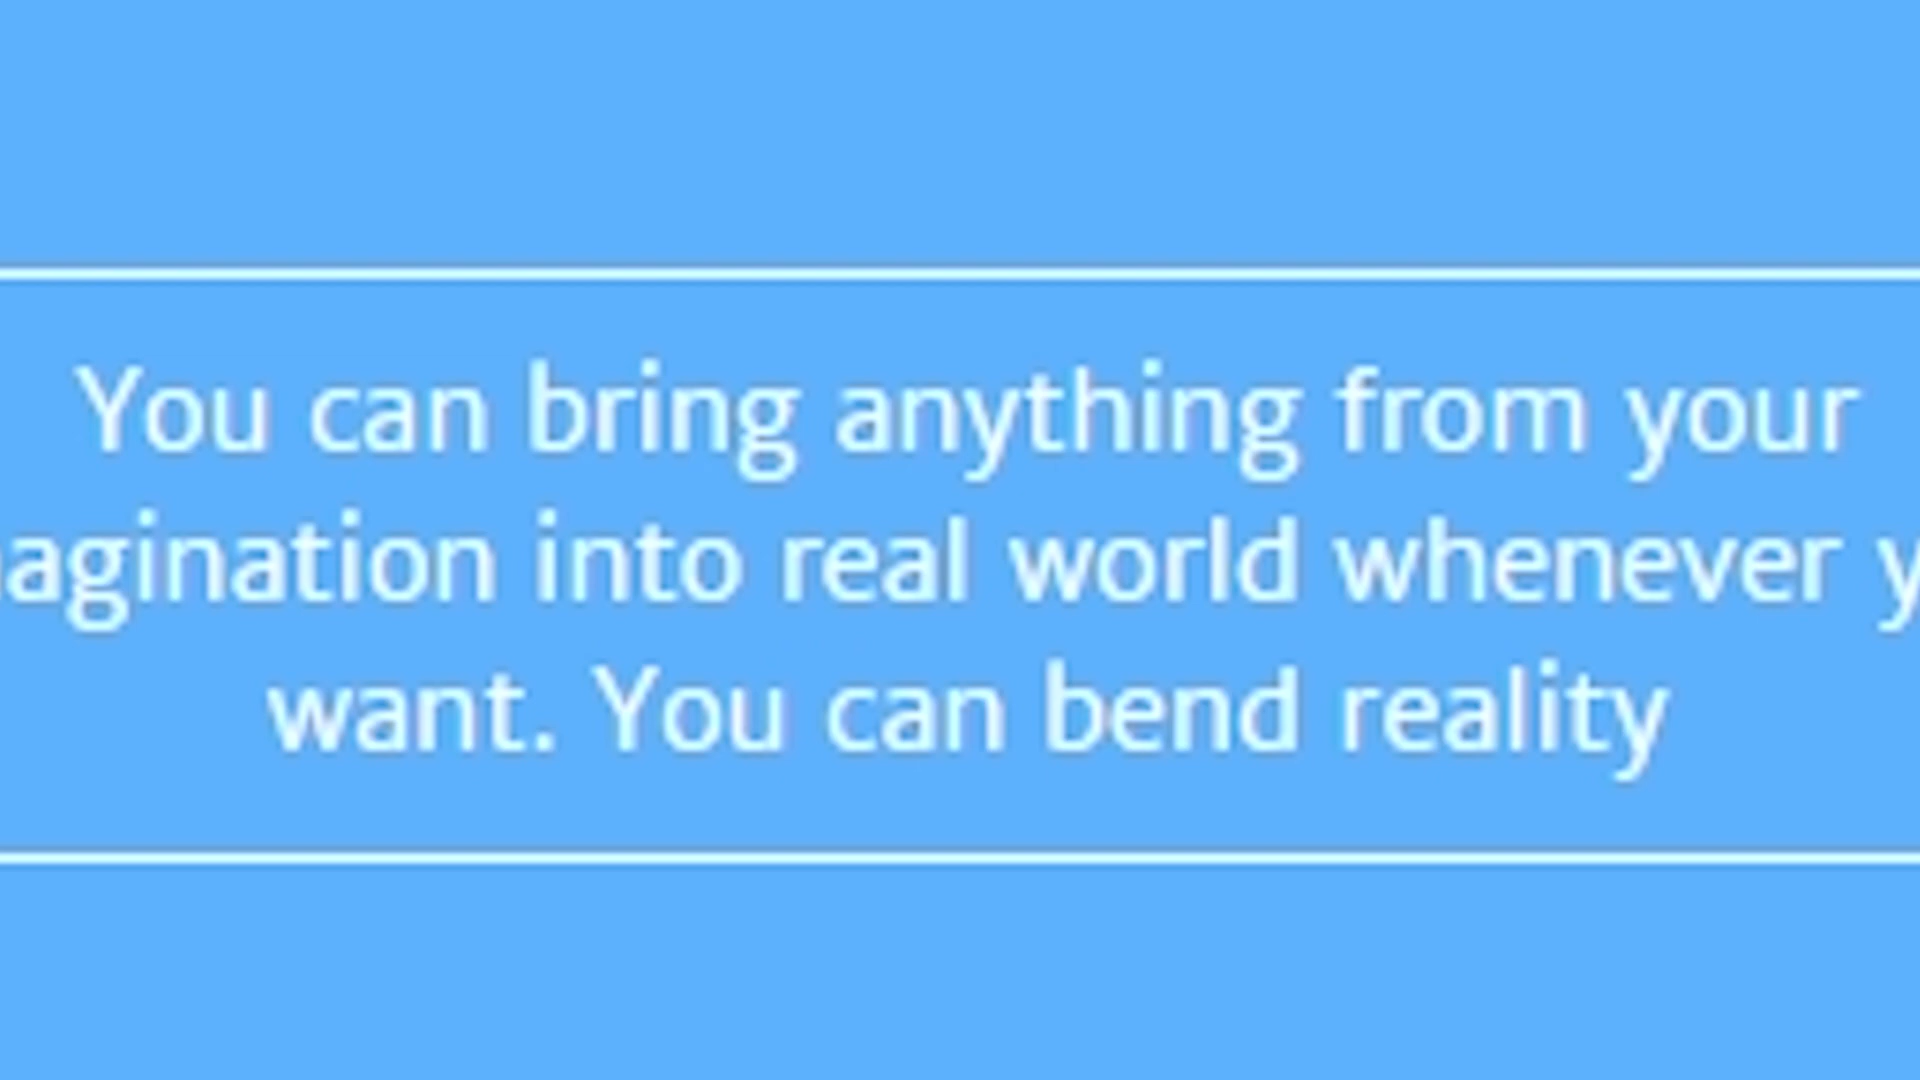 You can bring anything from your
agination into real world whenever y
want. You can bend reality